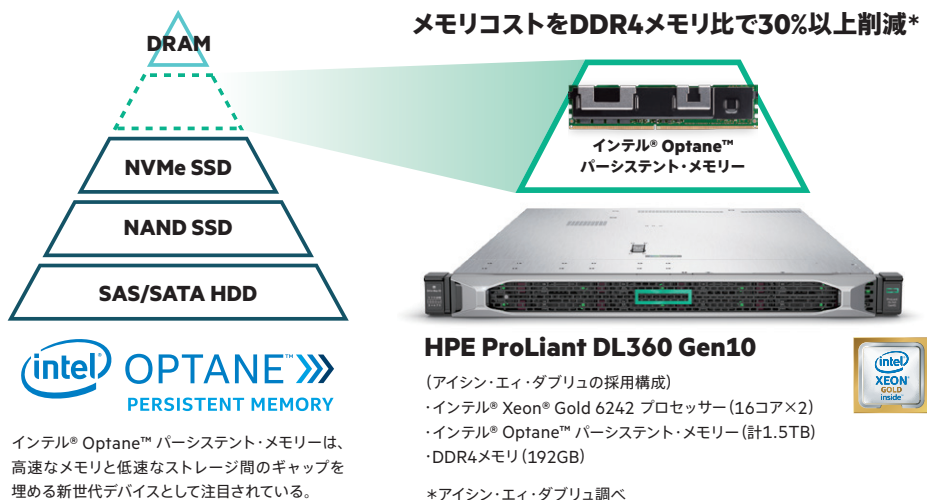 メモリコストをDDR4メモリ比で30%以上削減*
DRAM
NVMe SSD
NAND SSD
SAS/SATA HDD
インテル® Optane™
パーシステント・メモリー
intel® OPTANE™
PERSISTENT MEMORY
インテル® Optane™ パーシステント・メモリーは、
高速なメモリと低速なストレージ間のギャップを
埋める新世代デバイスとして注目されている。
HPE ProLiant DL360 Gen10
(アイシン・エィ・ダブリュの採用構成)
・インテル® Xeon® Gold 6242 プロセッサー(16コア×2)
・インテル® Optane™ パーシステント・メモリー(計1.5TB)
・DDR4メモリ(192GB)
*アイシン・エィ・ダブリュ調べ
intel®
XEON®
GOLD
inside™